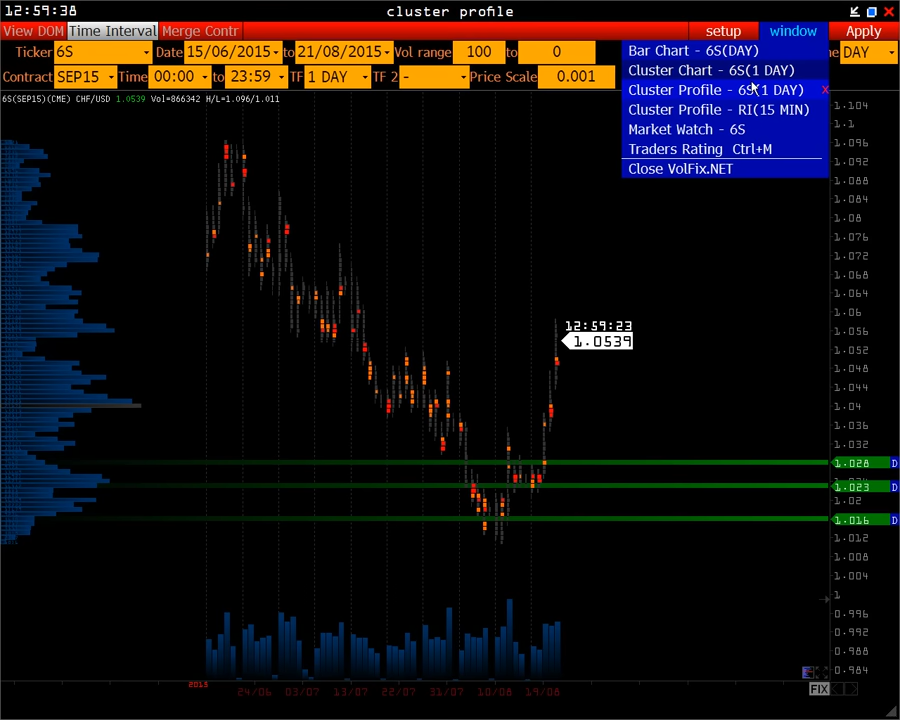 12:59:38 cluster profile
View DOM Time Interval Merge Contr setup window Apply
Ticker 6S Date 15/06/2015 to 21/08/2015 Vol range 100 to 0 DAY
Contract SEP15 Time 00:00 to 23:59 TF 1 DAY TF 2 - Price Scale 0.001
Bar Chart - 6S(DAY)
Cluster Chart - 6S(1 DAY)
Cluster Profile - 6S(1 DAY) x
Cluster Profile - RI(15 MIN)
Market Watch - 6S
Traders Rating Ctrl+M
Close VolFix.NET
6S(SEP15)(CME) CHF/USD 1.0539 Vol=866342 H/L=1.096/1.011
1.104
1.1
1.096
1.092
1.088
1.084
1.08
1.076
1.072
1.068
1.064
1.06
1.056
1.052
1.048
1.044
1.04
1.036
1.032
1.028 D
1.023 D
1.02
1.016 D
1.012
1.008
1.004
1
0.996
0.992
0.988
0.984
12:59:23
1.0539
2015 24/06 03/07 13/07 22/07 31/07 10/08 19/08
FIX